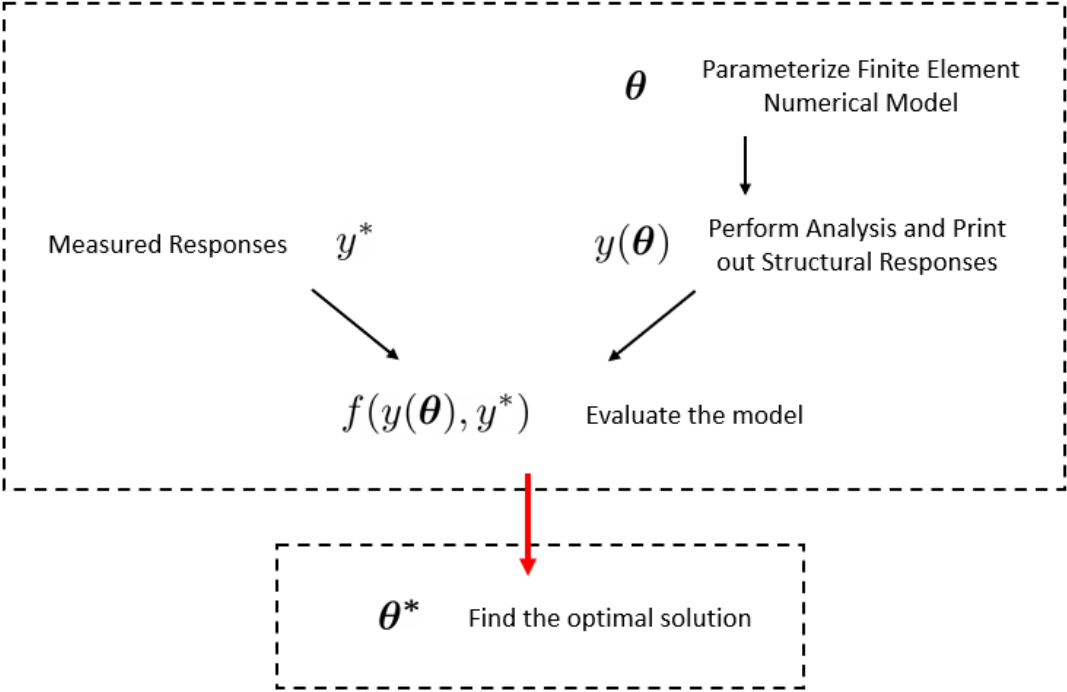 θ Parameterize Finite Element
Numerical Model
Measured Responses y*
y(θ) Perform Analysis and Print
out Structural Responses
f(y(θ), y*) Evaluate the model
θ* Find the optimal solution